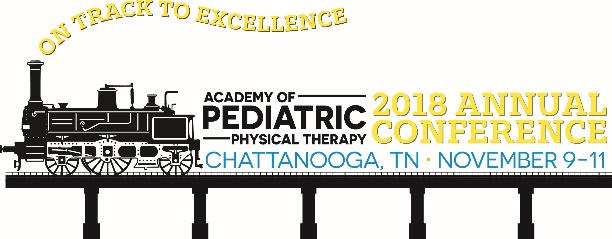 ON TRACK TO EXCELLENCE
ACADEMY OF
PEDIATRIC
PHYSICAL THERAPY
2018 ANNUAL
CONFERENCE
CHATTANOOGA, TN · NOVEMBER 9–11